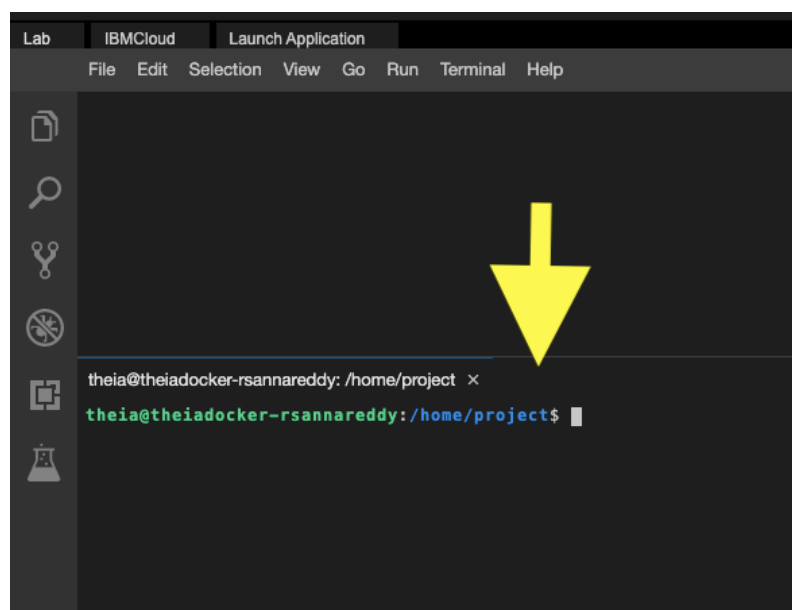 Lab IBMCloud Launch Application
File Edit Selection View Go Run Terminal Help
theia@theiadocker-rsannareddy: /home/project ×
theia@theiadocker-rsannareddy:/home/project$